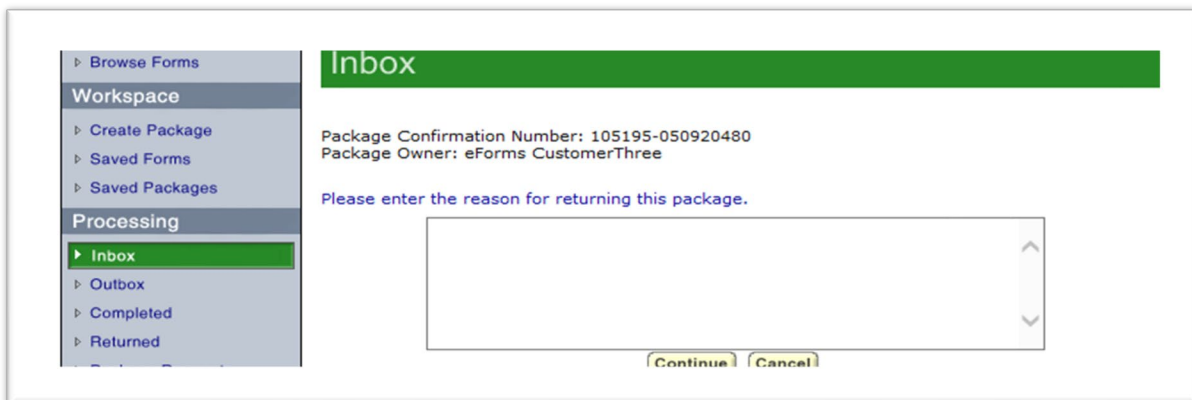 Browse Forms
Workspace
Create Package
Saved Forms
Saved Packages
Processing
Inbox
Outbox
Completed
Returned
Inbox
Package Confirmation Number: 105195-050920480
Package Owner: eForms CustomerThree
Please enter the reason for returning this package.
Continue Cancel